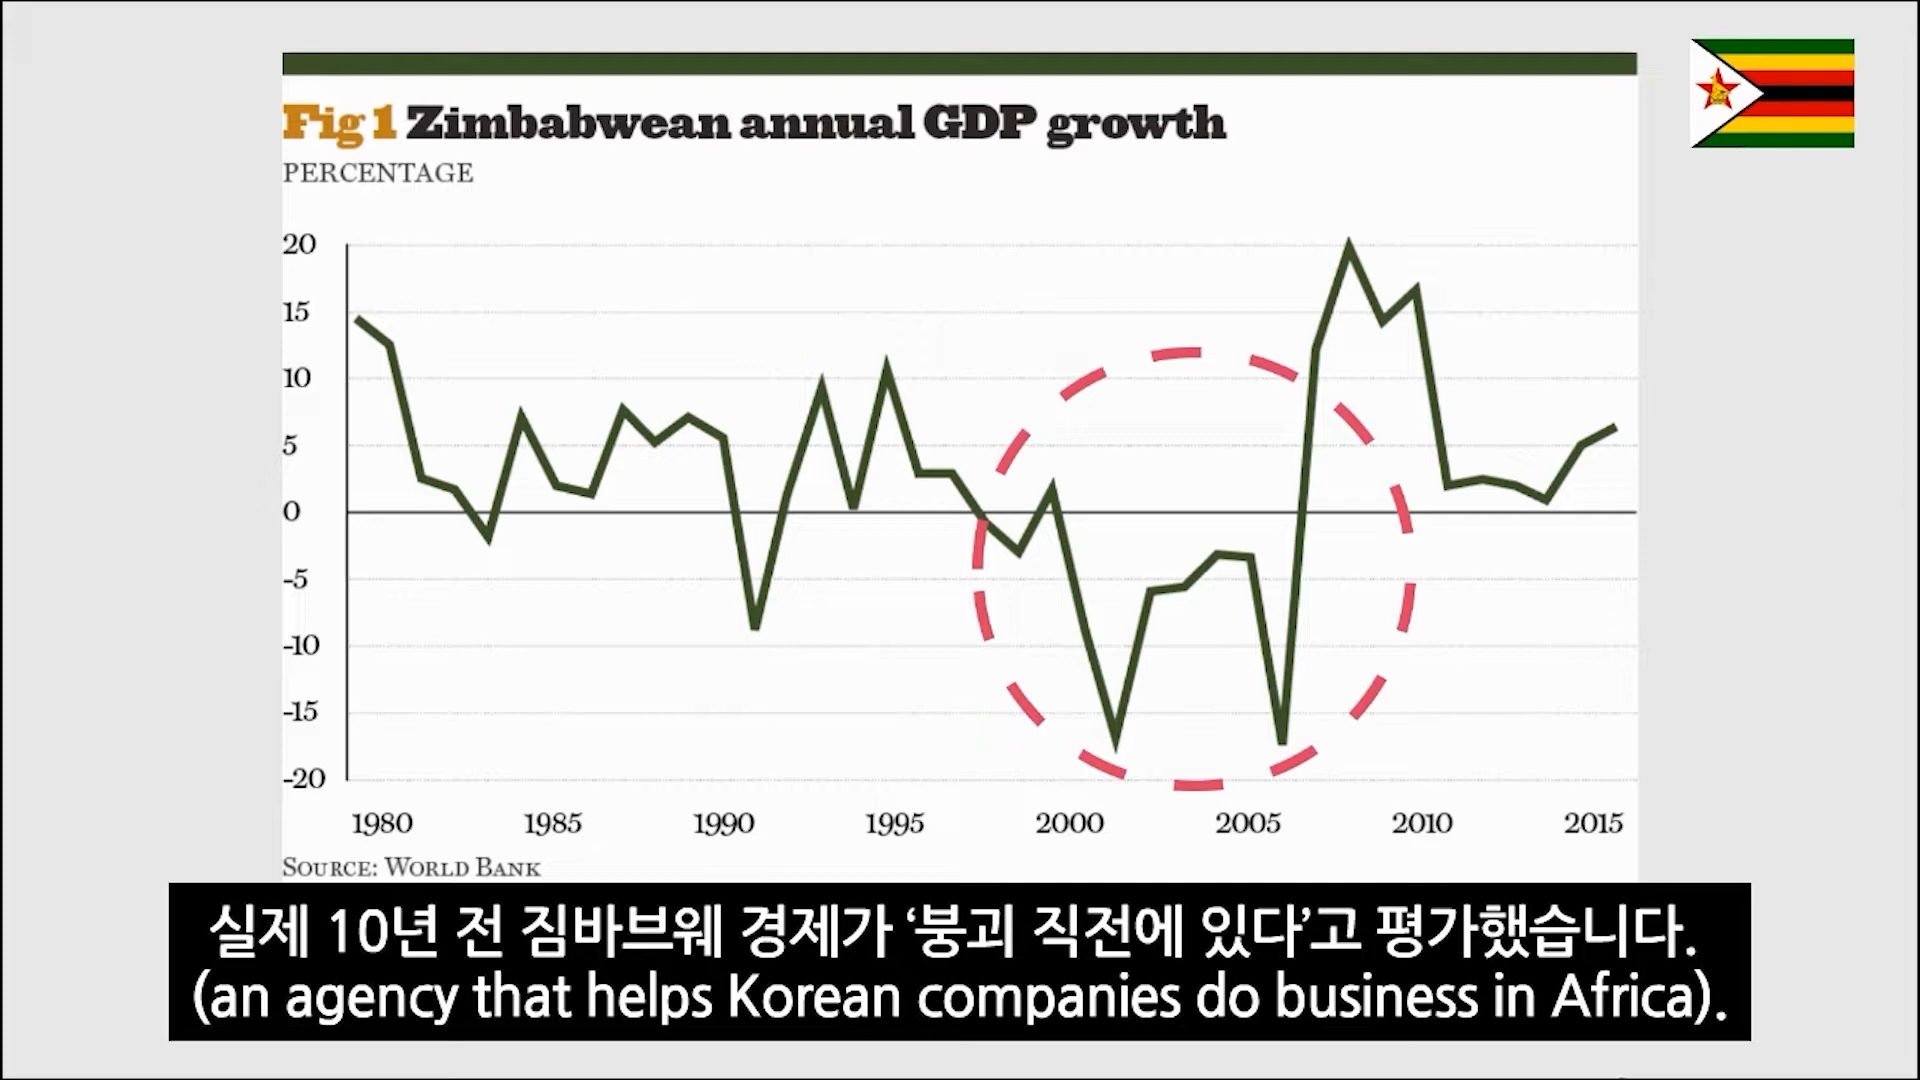 Fig 1 Zimbabwean annual GDP growth
PERCENTAGE
20
15
10
5
0
-5
-10
-15
-20
1980 1985 1990 1995 2000 2005 2010 2015
SOURCE: WORLD BANK
실제 10년 전 짐바브웨 경제가 ‘붕괴 직전에 있다’고 평가했습니다.
(an agency that helps Korean companies do business in Africa).